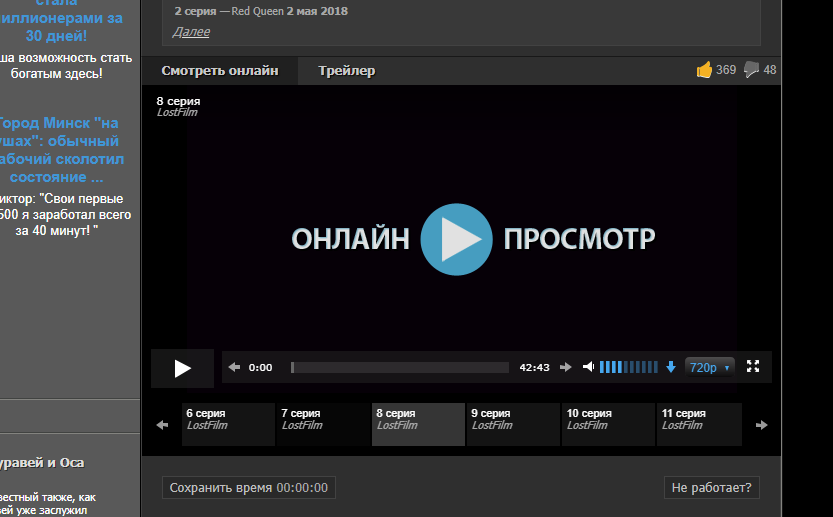 стала
иллионерами за
30 дней!
ша возможность стать
богатым здесь!
Город Минск "на
ушах": обычный
абочий сколотил
состояние ...
иктор: "Свои первые
500 я заработал всего
за 40 минут! "
уравей и Оса
вестный также, как
вей уже заслужил
2 серия — Red Queen 2 мая 2018
Далее
Смотреть онлайн
Трейлер
369
48
8 серия
LostFilm
ОНЛАЙН ПРОСМОТР
0:00
42:43
720p
6 серия
LostFilm
7 серия
LostFilm
8 серия
LostFilm
9 серия
LostFilm
10 серия
LostFilm
11 серия
LostFilm
Сохранить время 00:00:00
Не работает?